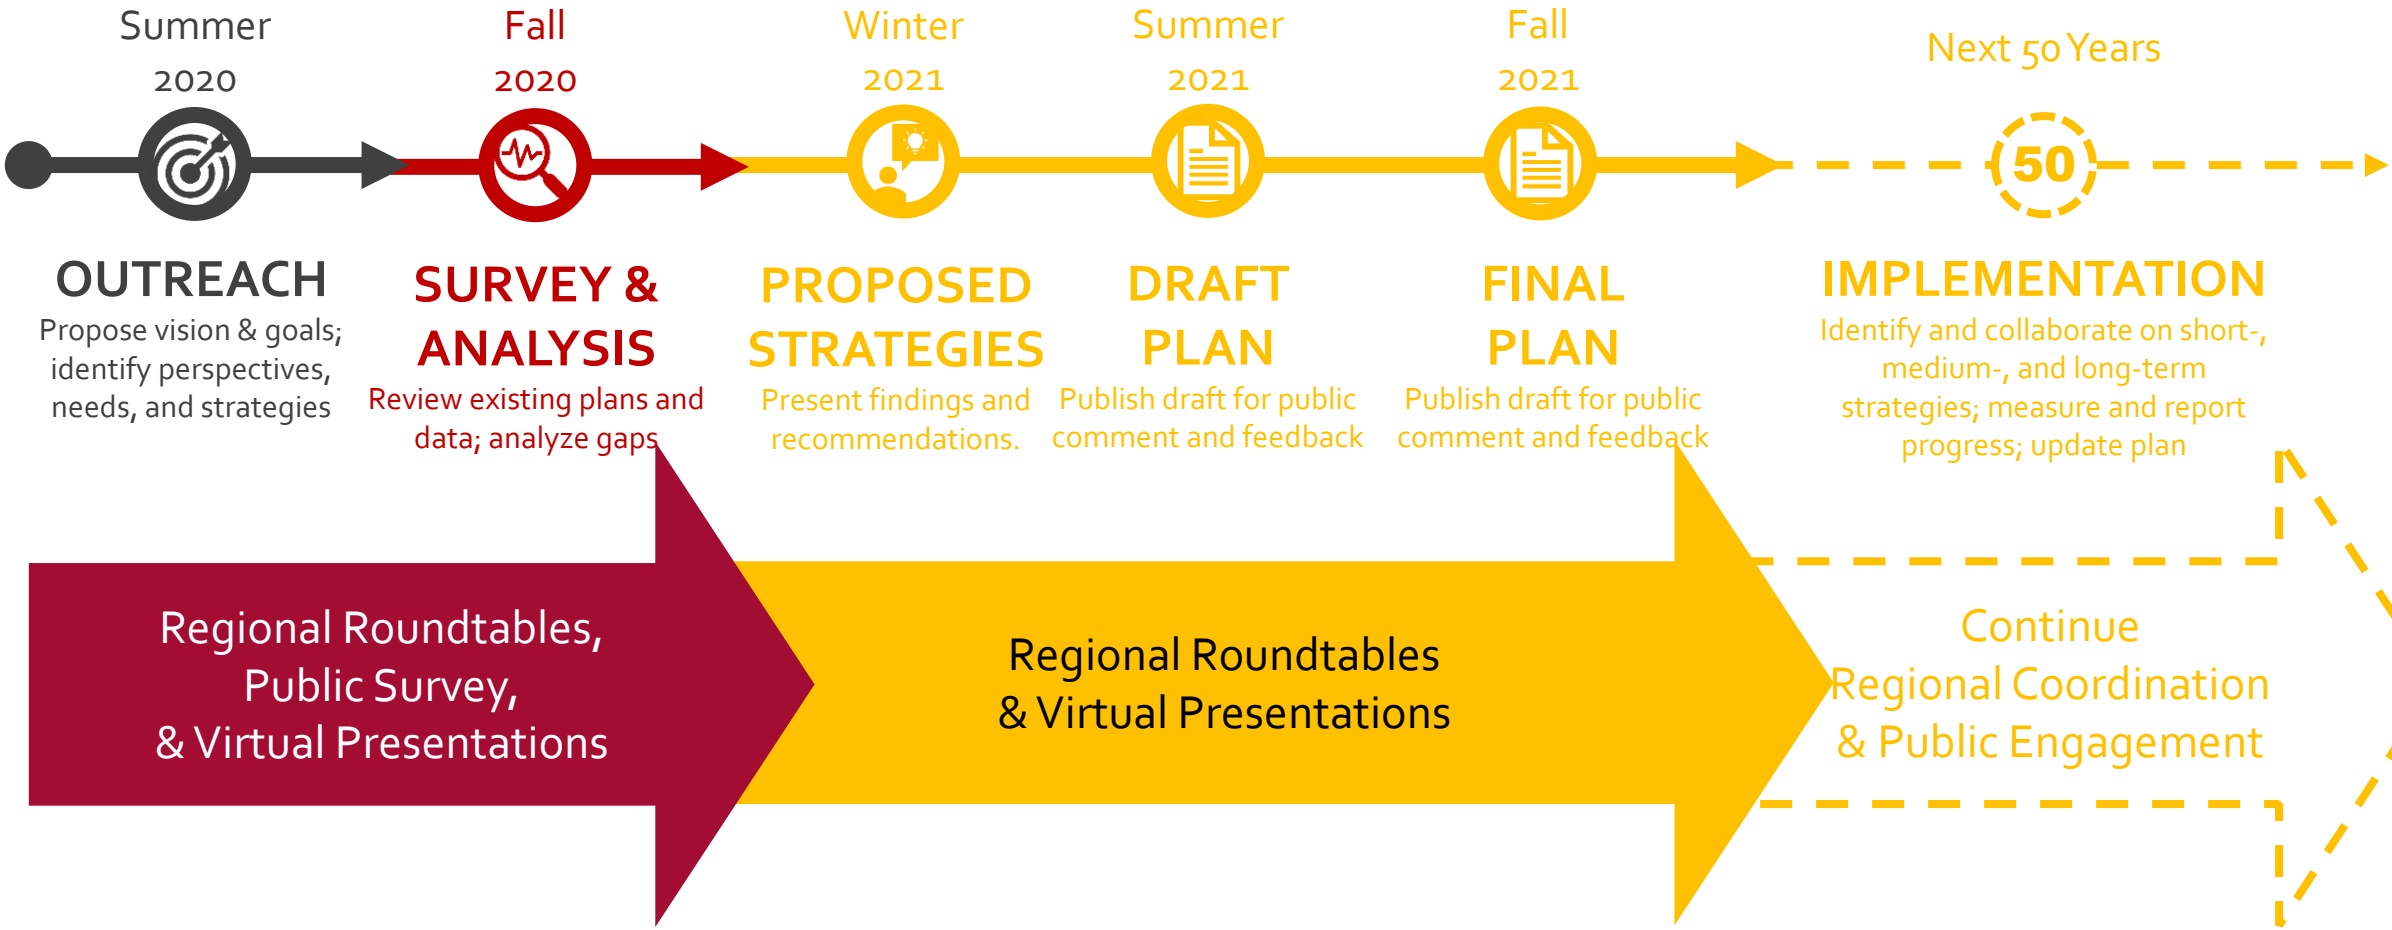 Summer
2020
OUTREACH
Propose vision & goals;
identify perspectives,
needs, and strategies
Fall
2020
SURVEY &
ANALYSIS
Review existing plans and
data; analyze gaps
Winter
2021
PROPOSED
STRATEGIES
Present findings and
recommendations.
Summer
2021
DRAFT
PLAN
Publish draft for public
comment and feedback
Fall
2021
FINAL
PLAN
Publish draft for public
comment and feedback
Next 50 Years
50
IMPLEMENTATION
Identify and collaborate on short-,
medium-, and long-term
strategies; measure and report
progress; update plan
Regional Roundtables,
Public Survey,
& Virtual Presentations
Regional Roundtables
& Virtual Presentations
Continue
Regional Coordination
& Public Engagement